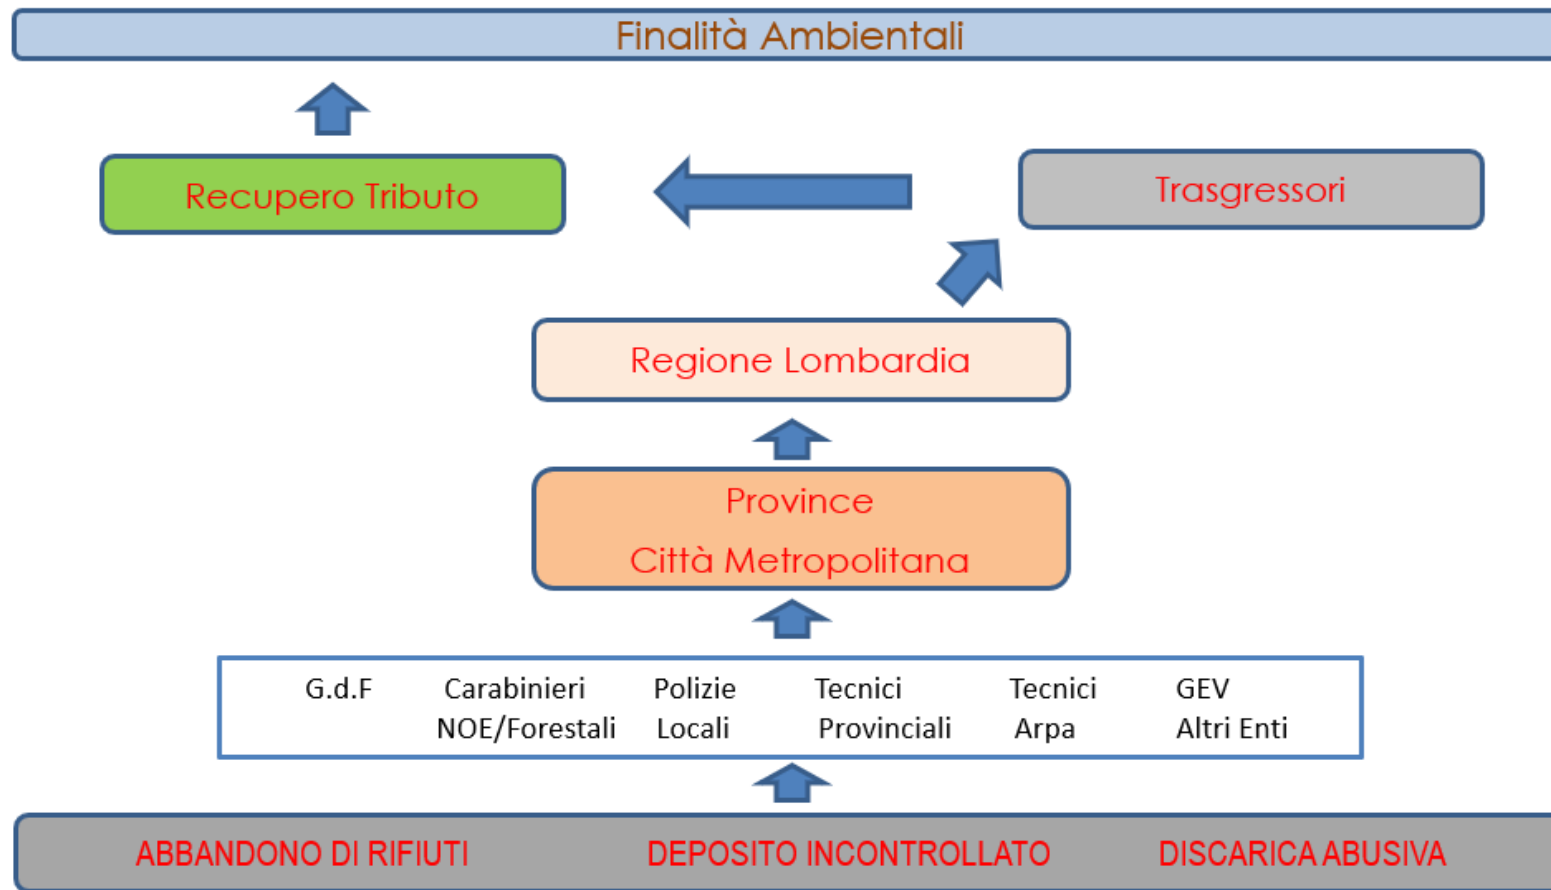 Finalità Ambientali
Recupero Tributo
Trasgressori
Regione Lombardia
Province
Città Metropolitana
G.d.F Carabinieri Polizie Tecnici Tecnici GEV
NOE/Forestali Locali Provinciali Arpa Altri Enti
ABBANDONO DI RIFIUTI DEPOSITO INCONTROLLATO DISCARICA ABUSIVA